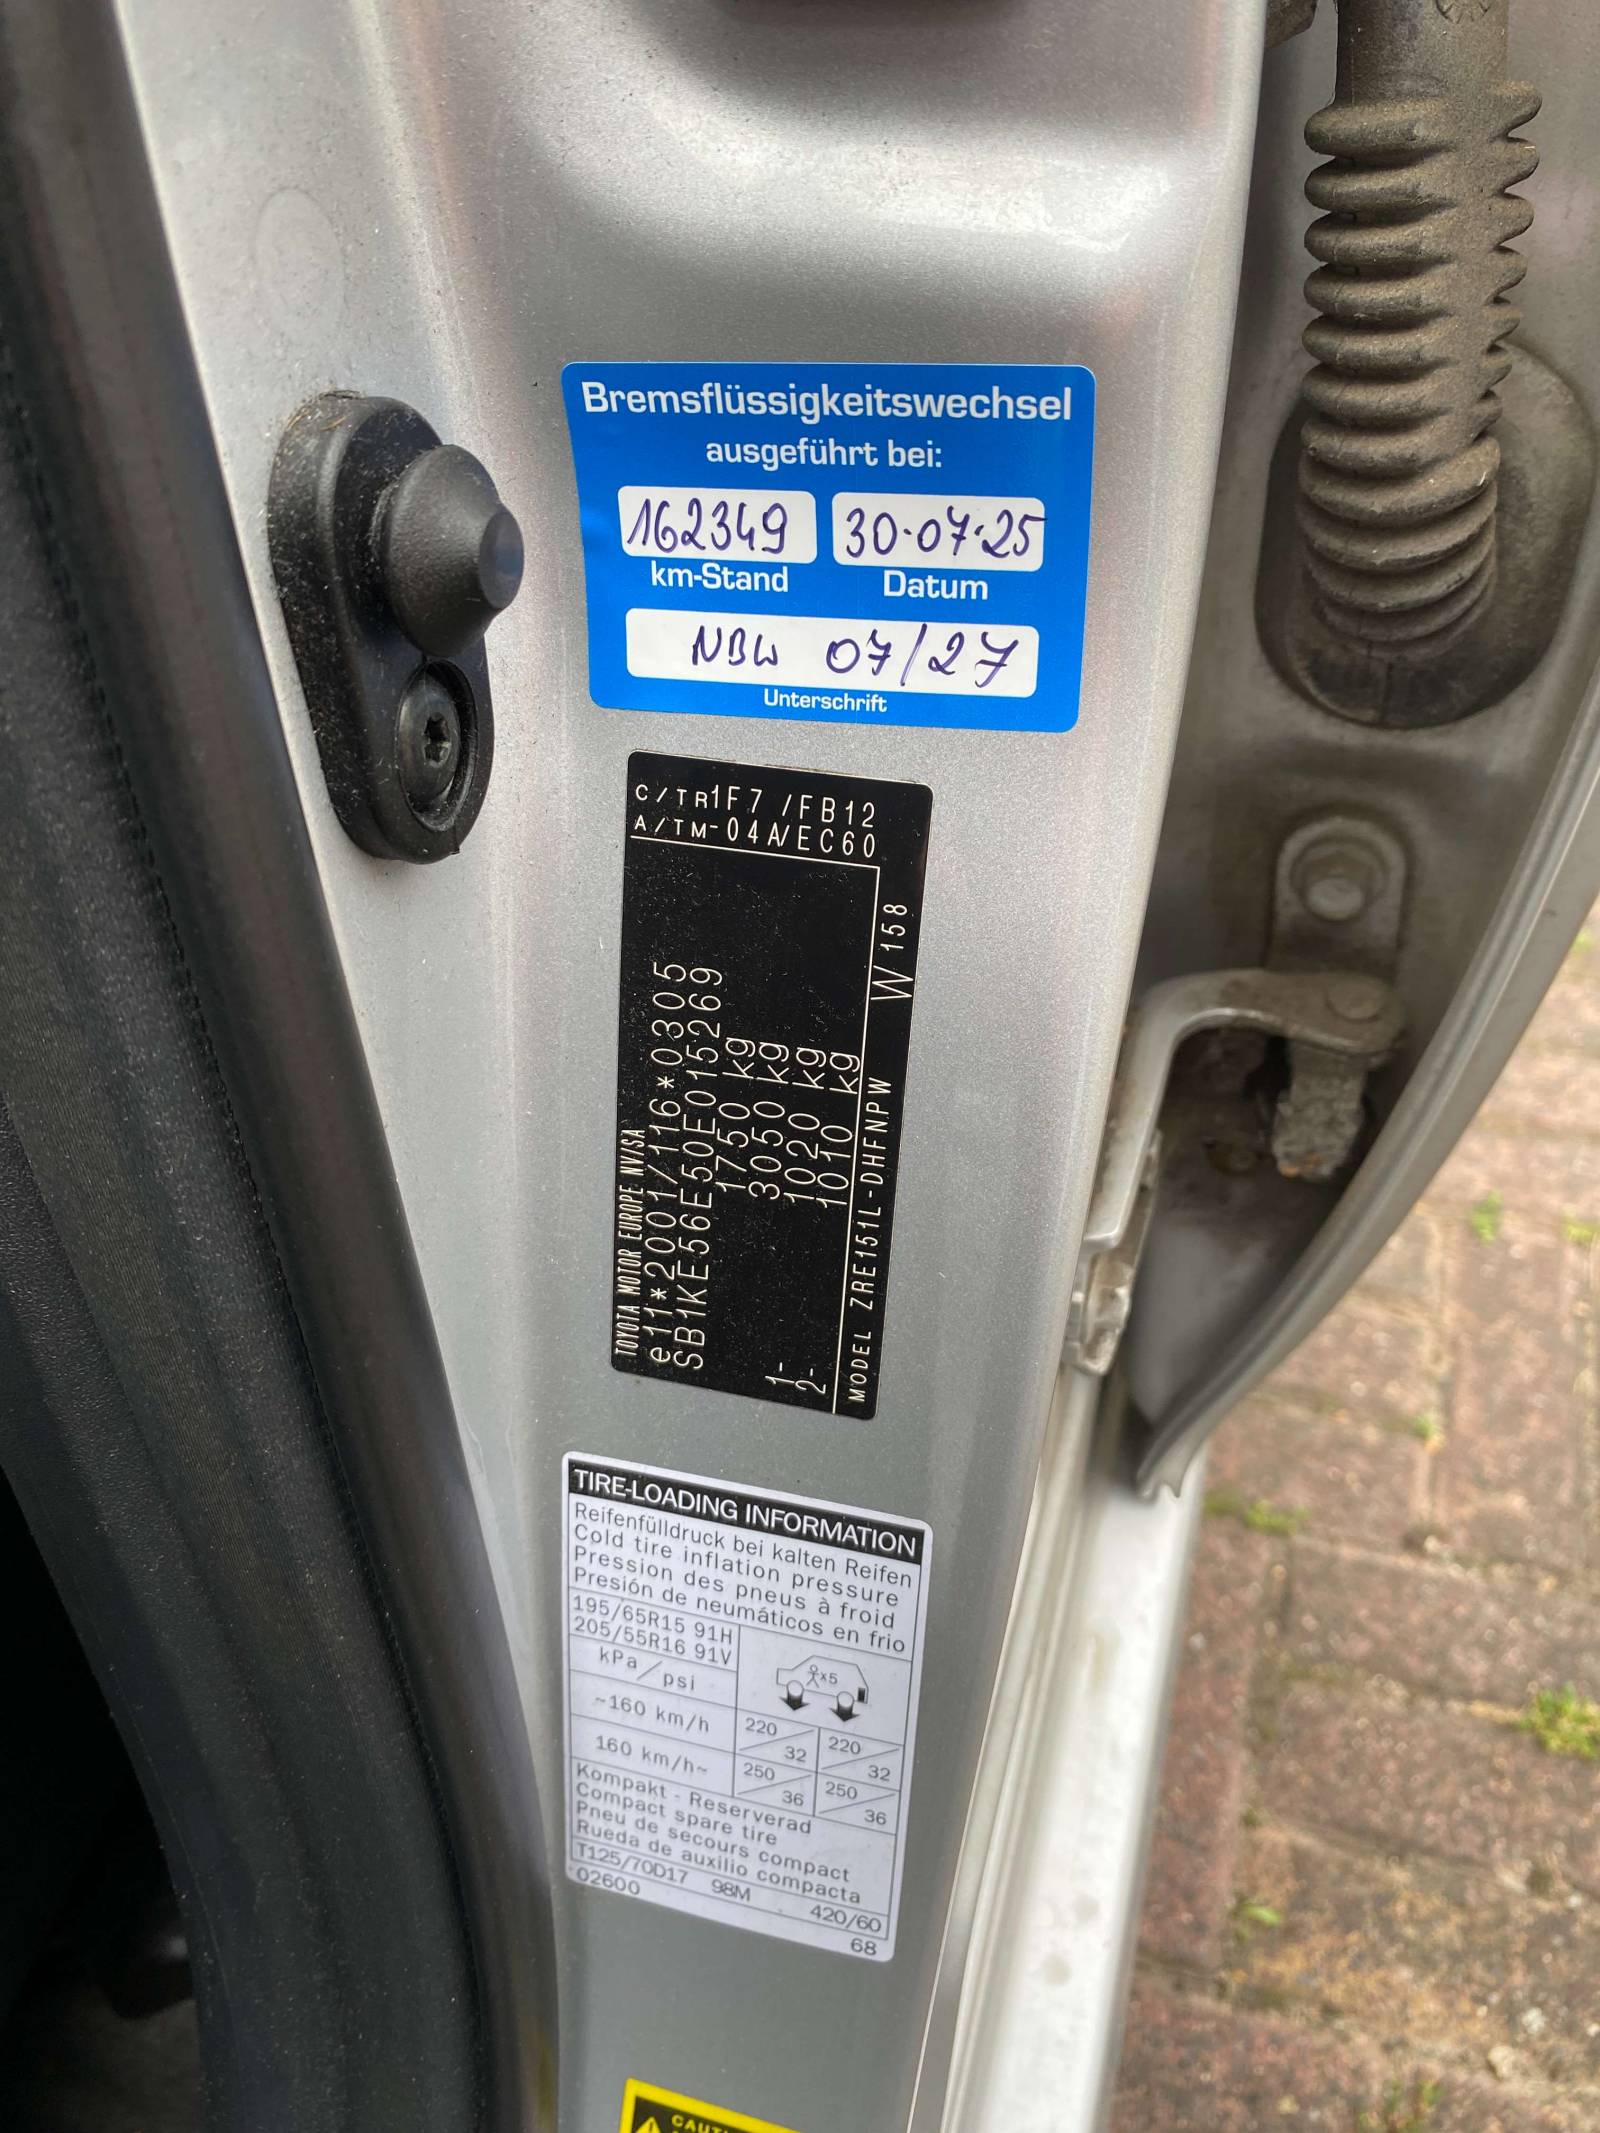 Bremsflüssigkeitswechsel
ausgeführt bei:
162349 30.07.25
km-Stand Datum
NBW 07/27
Unterschrift
C/TR1F7 /FB12
A/TM-04A/EC60
TOYOTA MOTOR EUROPE NV/SA
e11*2001/116*0305
SB1KE56E50E015269
1750 kg
3050 kg
1- 1020 kg
2- 1010 kg
MODEL ZRE151L-DHFNPW W158
TIRE-LOADING INFORMATION
Reifenfülldruck bei kalten Reifen
Cold tire inflation pressure
Pression des pneus à froid
Presión de neumáticos en frio
195/65R15 91H
205/55R16 91V
x5
kPa/psi
~160 km/h 220/32 220/32
160 km/h~ 250/36 250/36
Kompakt - Reserverad
Compact spare tire
Pneu de secours compact
Rueda de auxilio compacta
T125/70D17 98M 420/60
02600 68